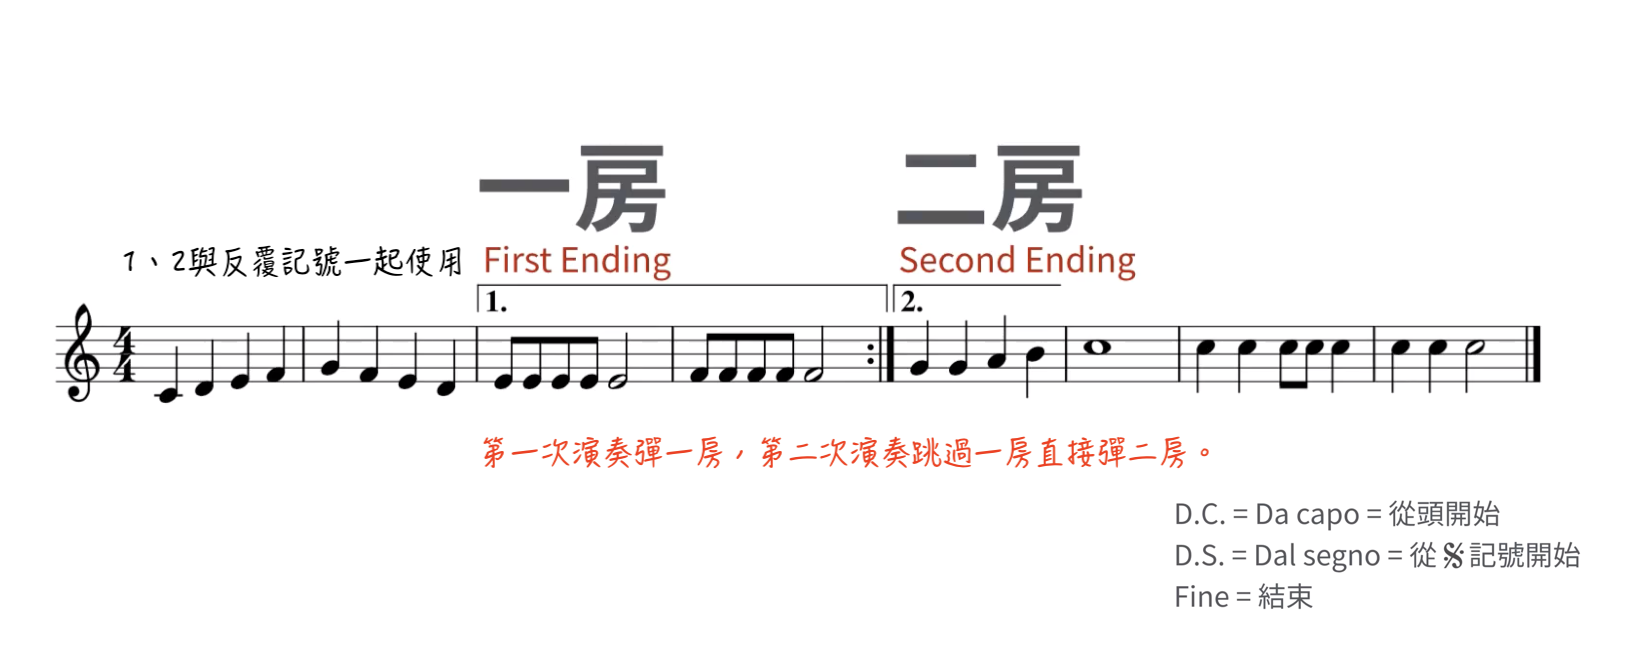 一房 二房
1、2與反覆記號一起使用 First Ending Second Ending
1. 2.
4
4
第一次演奏彈一房，第二次演奏跳過一房直接彈二房。
D.C. = Da capo = 從頭開始
D.S. = Dal segno = 從 𝄋 記號開始
Fine = 結束